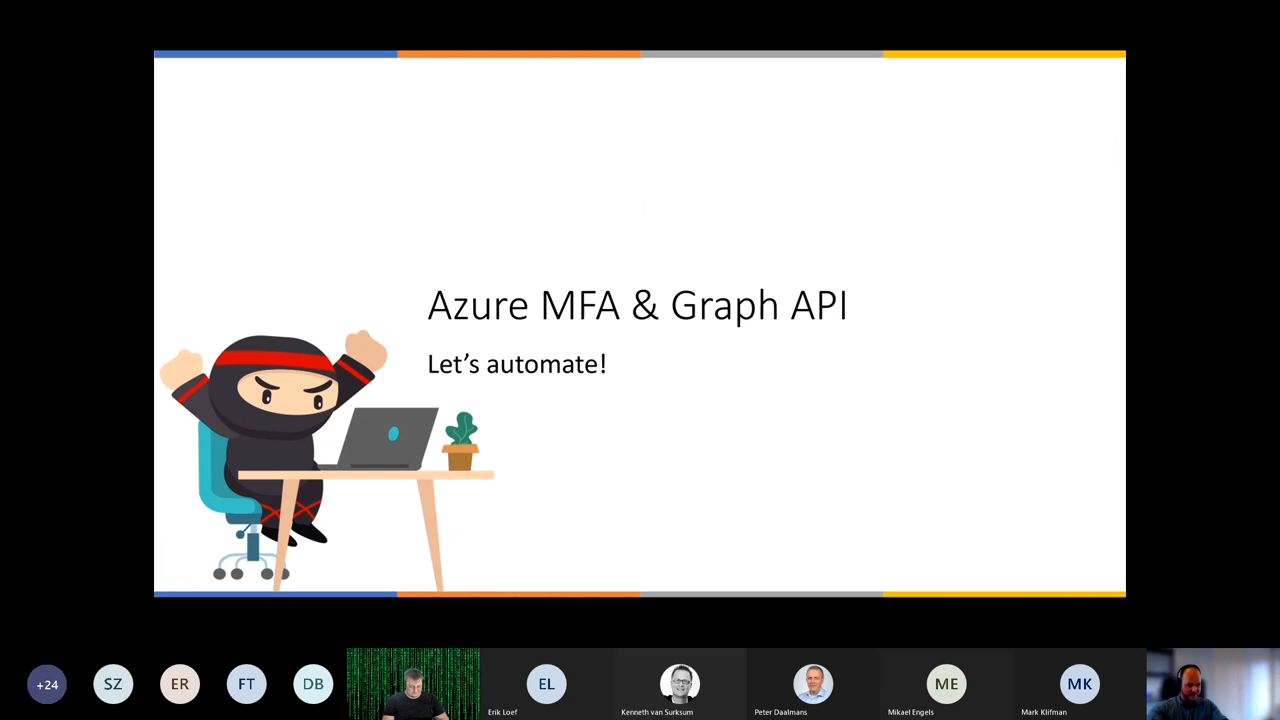 Azure MFA & Graph API
Let's automate!
+24
SZ
ER
FT
DB
EL
ME
MK
Erik Loef
Kenneth van Surksum
Peter Daalmans
Mikael Engels
Mark Klifman